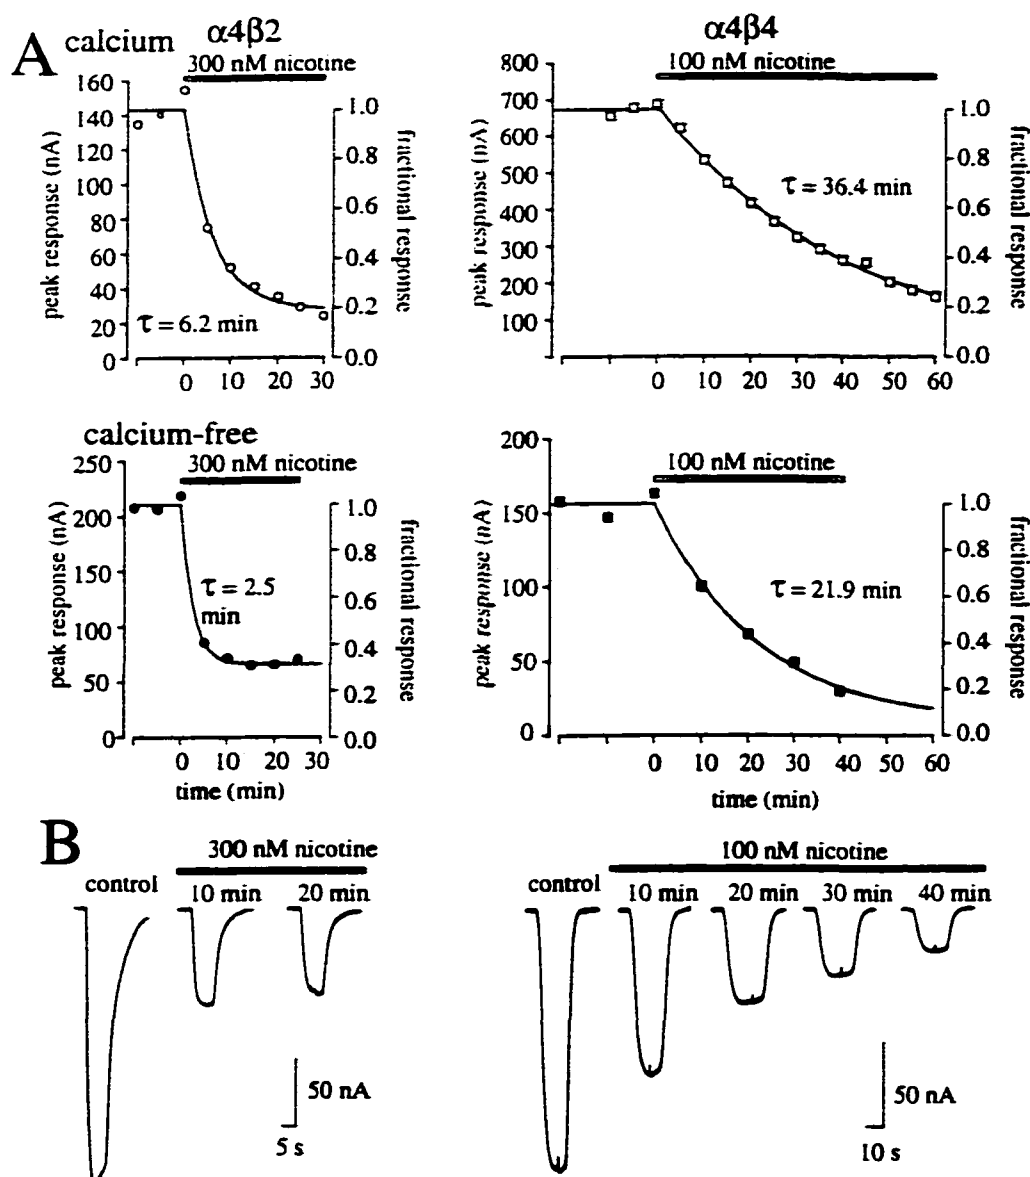 A
calcium
α4β2
α4β4
300 nM nicotine
100 nM nicotine
160
140
120
100
80
60
40
20
0
peak response (nA)
1.0
0.8
0.6
0.4
0.2
0.0
fractional response
τ = 6.2 min
0 10 20 30
800
700
600
500
400
300
200
100
peak response (nA)
1.0
0.8
0.6
0.4
0.2
0.0
fractional response
τ = 36.4 min
0 10 20 30 40 50 60
calcium-free
300 nM nicotine
250
200
150
100
50
0
peak response (nA)
1.0
0.8
0.6
0.4
0.2
0.0
fractional response
τ = 2.5
min
0 10 20 30
time (min)
100 nM nicotine
200
150
100
50
0
peak response (nA)
1.0
0.8
0.6
0.4
0.2
0.0
fractional response
τ = 21.9 min
0 10 20 30 40 50 60
time (min)
B
300 nM nicotine
control 10 min 20 min
50 nA
5 s
100 nM nicotine
control 10 min 20 min 30 min 40 min
50 nA
10 s